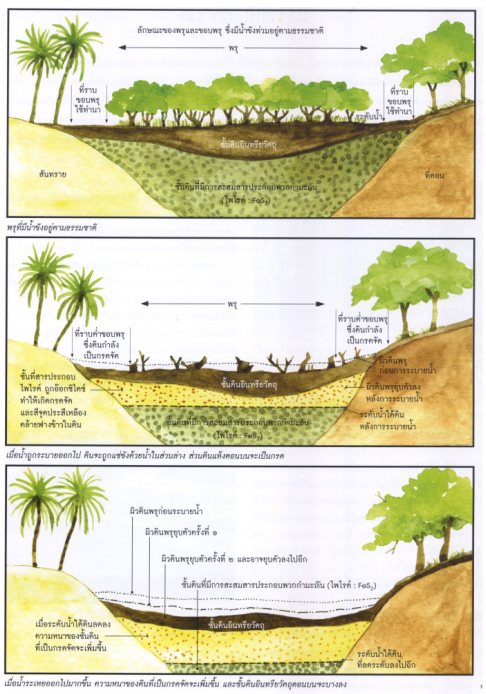 ลักษณะของพรุและขอบพรุ ซึ่งมีน้ำขังท่วมอยู่ตามธรรมชาติ
พรุ
ที่ราบ
ขอบพรุ
ใช้ทำนา
ที่ราบ
ขอบพรุ
ใช้ทำนา
ระดับน้ำ
ชั้นดินอินทรียวัตถุ
สันทราย
ที่ดอน
ชั้นดินที่มีการสะสมสารประกอบพวกกำมะถัน
(ไพไรต์ : FeS₂)
พรุที่มีน้ำขังอยู่ตามธรรมชาติ
พรุ
ที่ราบต่ำขอบพรุ
ซึ่งดินกำลัง
เป็นกรดจัด
ที่ราบต่ำขอบพรุ
ซึ่งดินกำลัง
เป็นกรดจัด
ผิวดินพรุ
ก่อนการระบายน้ำ
ชั้นที่สารประกอบ
ไพไรต์ ถูกอ๊อกซิไดซ์
ทำให้เกิดกรดจัด
และสีจุดประสีเหลือง
คล้ายฟางข้าวในดิน
ชั้นดินอินทรียวัตถุ
ผิวดินพรุยุบตัวลง
หลังการระบายน้ำ
ระดับน้ำใต้ดิน
หลังการระบายน้ำ
ชั้นดินที่มีการสะสมสารประกอบพวกกำมะถัน
(ไพไรต์ : FeS₂)
เมื่อน้ำถูกระบายออกไป ดินจะถูกแช่ขังด้วยน้ำในส่วนล่าง ส่วนดินแห้งตอนบนจะเป็นกรด
ผิวดินพรุก่อนระบายน้ำ
ผิวดินพรุยุบตัวครั้งที่ ๑
ผิวดินพรุยุบตัวครั้งที่ ๒ และอาจยุบตัวลงไปอีก
ชั้นดินที่มีการสะสมสารประกอบพวกกำมะถัน (ไพไรต์ : FeS₂)
ชั้นดินอินทรียวัตถุ
เมื่อระดับน้ำใต้ดินลดลง
ความหนาของชั้นดิน
ที่เป็นกรดจัดจะเพิ่มขึ้น
ระดับน้ำใต้ดิน
ที่ลดระดับลงไปอีก
เมื่อน้ำระเหยออกไปมากขึ้น ความหนาของดินที่เป็นกรดจัดจะเพิ่มขึ้น และชั้นดินอินทรียวัตถุตอนบนจะบางลง